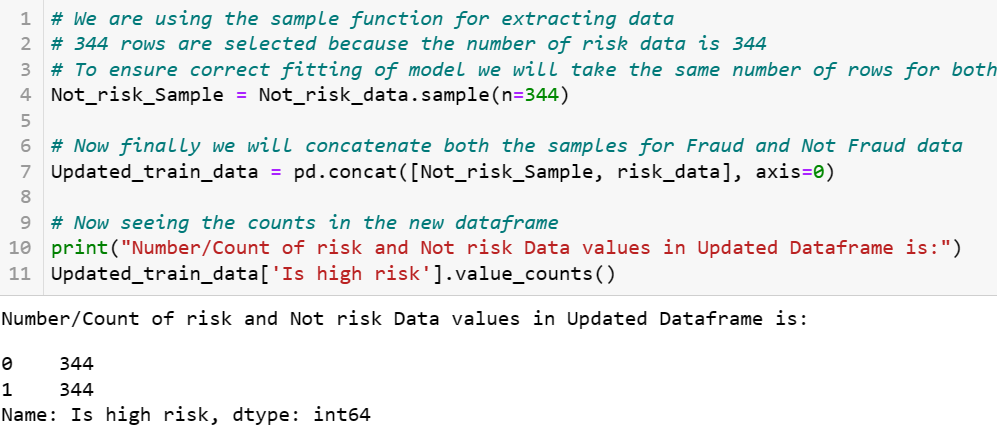 1 # We are using the sample function for extracting data
2 # 344 rows are selected because the number of risk data is 344
3 # To ensure correct fitting of model we will take the same number of rows for both
4 Not_risk_Sample = Not_risk_data.sample(n=344)
5
6 # Now finally we will concatenate both the samples for Fraud and Not Fraud data
7 Updated_train_data = pd.concat([Not_risk_Sample, risk_data], axis=0)
8
9 # Now seeing the counts in the new dataframe
10 print("Number/Count of risk and Not risk Data values in Updated Dataframe is:")
11 Updated_train_data['Is high risk'].value_counts()
Number/Count of risk and Not risk Data values in Updated Dataframe is:
0    344
1    344
Name: Is high risk, dtype: int64